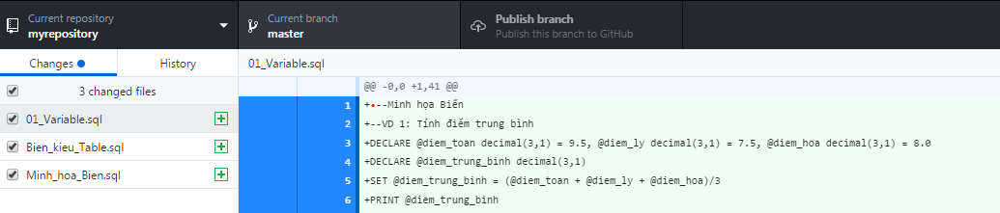 Current repository
myrepository
Current branch
master
Publish branch
Publish this branch to GitHub
Changes
History
01_Variable.sql
3 changed files
01_Variable.sql
Bien_kieu_Table.sql
Minh_hoa_Bien.sql
@@ -0,0 +1,41 @@
1 +•--Minh họa Biến
2 +--VD 1: Tính điểm trung bình
3 +DECLARE @diem_toan decimal(3,1) = 9.5, @diem_ly decimal(3,1) = 7.5, @diem_hoa decimal(3,1) = 8.0
4 +DECLARE @diem_trung_binh decimal(3,1)
5 +SET @diem_trung_binh = (@diem_toan + @diem_ly + @diem_hoa)/3
6 +PRINT @diem_trung_binh